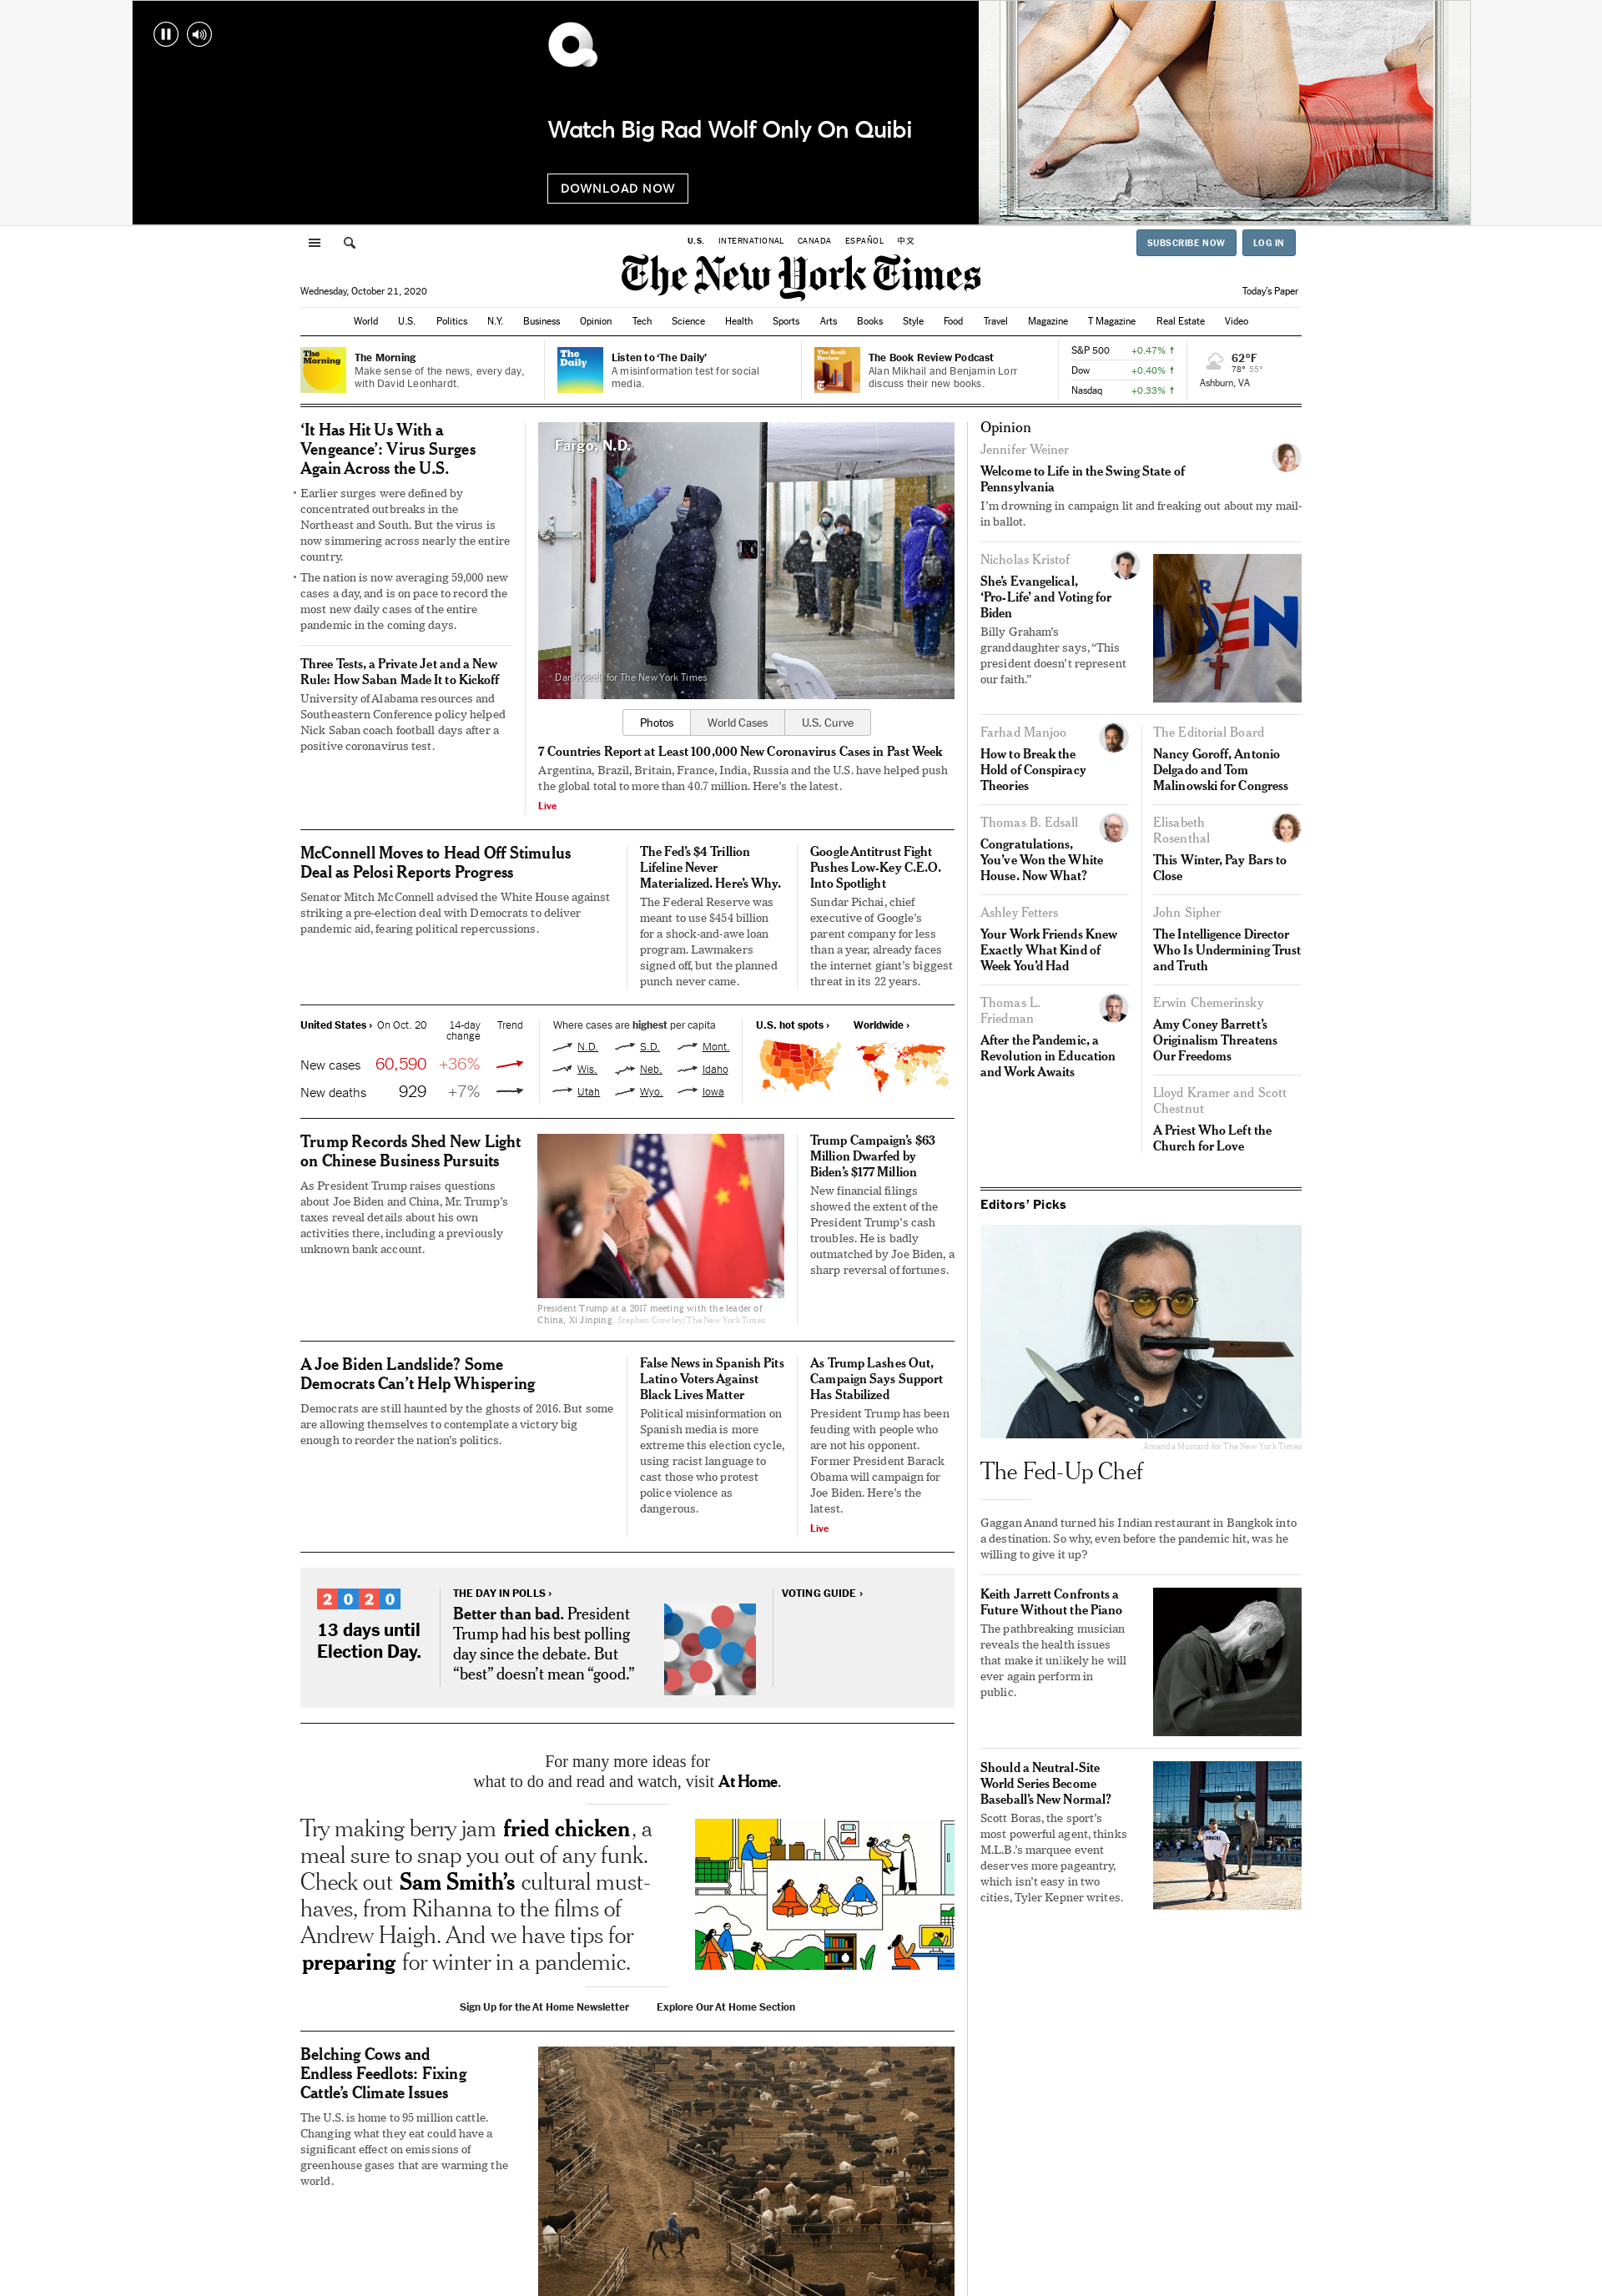 Watch Big Rad Wolf Only On Quibi
DOWNLOAD NOW
U.S. INTERNATIONAL CANADA ESPAÑOL 中文
SUBSCRIBE NOW LOG IN
The New York Times
Wednesday, October 21, 2020
Today's Paper
World U.S. Politics N.Y. Business Opinion Tech Science Health Sports Arts Books Style Food Travel Magazine T Magazine Real Estate Video
The Morning
The Morning
Make sense of the news, every day,
with David Leonhardt.
The Daily
Listen to ‘The Daily’
A misinformation test for social
media.
The Book Review
The Book Review Podcast
Alan Mikhail and Benjamin Lorr
discuss their new books.
S&P 500 +0.47%
Dow +0.40%
Nasdaq +0.33%
62°F
78° 55°
Ashburn, VA
‘It Has Hit Us With a
Vengeance’: Virus Surges
Again Across the U.S.
• Earlier surges were defined by
concentrated outbreaks in the
Northeast and South. But the virus is
now simmering across nearly the entire
country.
• The nation is now averaging 59,000 new
cases a day, and is on pace to record the
most new daily cases of the entire
pandemic in the coming days.
Three Tests, a Private Jet and a New
Rule: How Saban Made It to Kickoff
University of Alabama resources and
Southeastern Conference policy helped
Nick Saban coach football days after a
positive coronavirus test.
Fargo, N.D.
Dan Koeck for The New York Times
Photos World Cases U.S. Curve
7 Countries Report at Least 100,000 New Coronavirus Cases in Past Week
Argentina, Brazil, Britain, France, India, Russia and the U.S. have helped push
the global total to more than 40.7 million. Here’s the latest.
Live
McConnell Moves to Head Off Stimulus
Deal as Pelosi Reports Progress
Senator Mitch McConnell advised the White House against
striking a pre-election deal with Democrats to deliver
pandemic aid, fearing political repercussions.
The Fed’s $4 Trillion
Lifeline Never
Materialized. Here’s Why.
The Federal Reserve was
meant to use $454 billion
for a shock-and-awe loan
program. Lawmakers
signed off, but the planned
punch never came.
Google Antitrust Fight
Pushes Low-Key C.E.O.
Into Spotlight
Sundar Pichai, chief
executive of Google’s
parent company for less
than a year, already faces
the internet giant’s biggest
threat in its 22 years.
United States › On Oct. 20 14-day change Trend
New cases 60,590 +36%
New deaths 929 +7%
Where cases are highest per capita
N.D. S.D. Mont.
Wis. Neb. Idaho
Utah Wyo. Iowa
U.S. hot spots › Worldwide ›
Trump Records Shed New Light
on Chinese Business Pursuits
As President Trump raises questions
about Joe Biden and China, Mr. Trump’s
taxes reveal details about his own
activities there, including a previously
unknown bank account.
President Trump at a 2017 meeting with the leader of
China, Xi Jinping. Stephen Crowley/The New York Times
Trump Campaign’s $63
Million Dwarfed by
Biden’s $177 Million
New financial filings
showed the extent of the
President Trump’s cash
troubles. He is badly
outmatched by Joe Biden, a
sharp reversal of fortunes.
A Joe Biden Landslide? Some
Democrats Can’t Help Whispering
Democrats are still haunted by the ghosts of 2016. But some
are allowing themselves to contemplate a victory big
enough to reorder the nation’s politics.
False News in Spanish Pits
Latino Voters Against
Black Lives Matter
Political misinformation on
Spanish media is more
extreme this election cycle,
using racist language to
cast those who protest
police violence as
dangerous.
As Trump Lashes Out,
Campaign Says Support
Has Stabilized
President Trump has been
feuding with people who
are not his opponent.
Former President Barack
Obama will campaign for
Joe Biden. Here’s the
latest.
Live
2020
13 days until
Election Day.
THE DAY IN POLLS ›
Better than bad. President
Trump had his best polling
day since the debate. But
“best” doesn’t mean “good.”
VOTING GUIDE ›
For many more ideas for
what to do and read and watch, visit At Home.
Try making berry jam fried chicken, a
meal sure to snap you out of any funk.
Check out Sam Smith’s cultural must-
haves, from Rihanna to the films of
Andrew Haigh. And we have tips for
preparing for winter in a pandemic.
Sign Up for the At Home Newsletter Explore Our At Home Section
Belching Cows and
Endless Feedlots: Fixing
Cattle’s Climate Issues
The U.S. is home to 95 million cattle.
Changing what they eat could have a
significant effect on emissions of
greenhouse gases that are warming the
world.
Opinion
Jennifer Weiner
Welcome to Life in the Swing State of
Pennsylvania
I’m drowning in campaign lit and freaking out about my mail-
in ballot.
Nicholas Kristof
She’s Evangelical,
‘Pro-Life’ and Voting for
Biden
Billy Graham’s
granddaughter says, “This
president doesn’t represent
our faith.”
Farhad Manjoo
How to Break the
Hold of Conspiracy
Theories
The Editorial Board
Nancy Goroff, Antonio
Delgado and Tom
Malinowski for Congress
Thomas B. Edsall
Congratulations,
You’ve Won the White
House. Now What?
Elisabeth
Rosenthal
This Winter, Pay Bars to
Close
Ashley Fetters
Your Work Friends Knew
Exactly What Kind of
Week You’d Had
John Sipher
The Intelligence Director
Who Is Undermining Trust
and Truth
Thomas L.
Friedman
After the Pandemic, a
Revolution in Education
and Work Awaits
Erwin Chemerinsky
Amy Coney Barrett’s
Originalism Threatens
Our Freedoms
Lloyd Kramer and Scott
Chestnut
A Priest Who Left the
Church for Love
Editors’ Picks
Amanda Mustard for The New York Times
The Fed-Up Chef
Gaggan Anand turned his Indian restaurant in Bangkok into
a destination. So why, even before the pandemic hit, was he
willing to give it up?
Keith Jarrett Confronts a
Future Without the Piano
The pathbreaking musician
reveals the health issues
that make it unlikely he will
ever again perform in
public.
Should a Neutral-Site
World Series Become
Baseball’s New Normal?
Scott Boras, the sport’s
most powerful agent, thinks
M.L.B.’s marquee event
deserves more pageantry,
which isn’t easy in two
cities, Tyler Kepner writes.